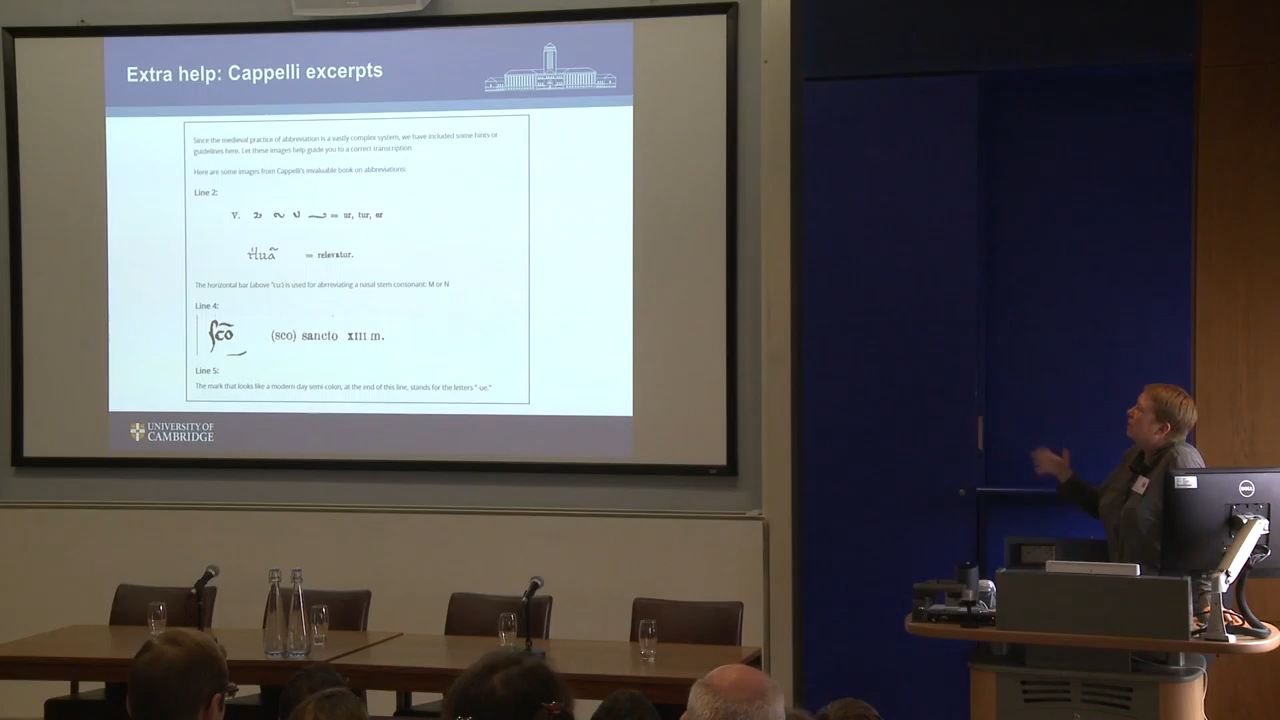 Extra help: Cappelli excerpts
Since the medieval practice of abbreviation is a vastly complex system, we have included some hints or
guidelines here. Let these images help guide you to a correct transcription
Here are some images from Cappelli's invaluable book on abbreviations:
Line 2:
V. = ur, tur, er
= relevatur.
The horizontal bar (above "cu:) is used for abrreviating a nasal stem consonant: M or N
Line 4:
ſco (sco) sancto XIII m.
Line 5:
The mark that looks like a modern day semi-colon, at the end of this line, stands for the letters "-ue."
UNIVERSITY OF
CAMBRIDGE
DELL